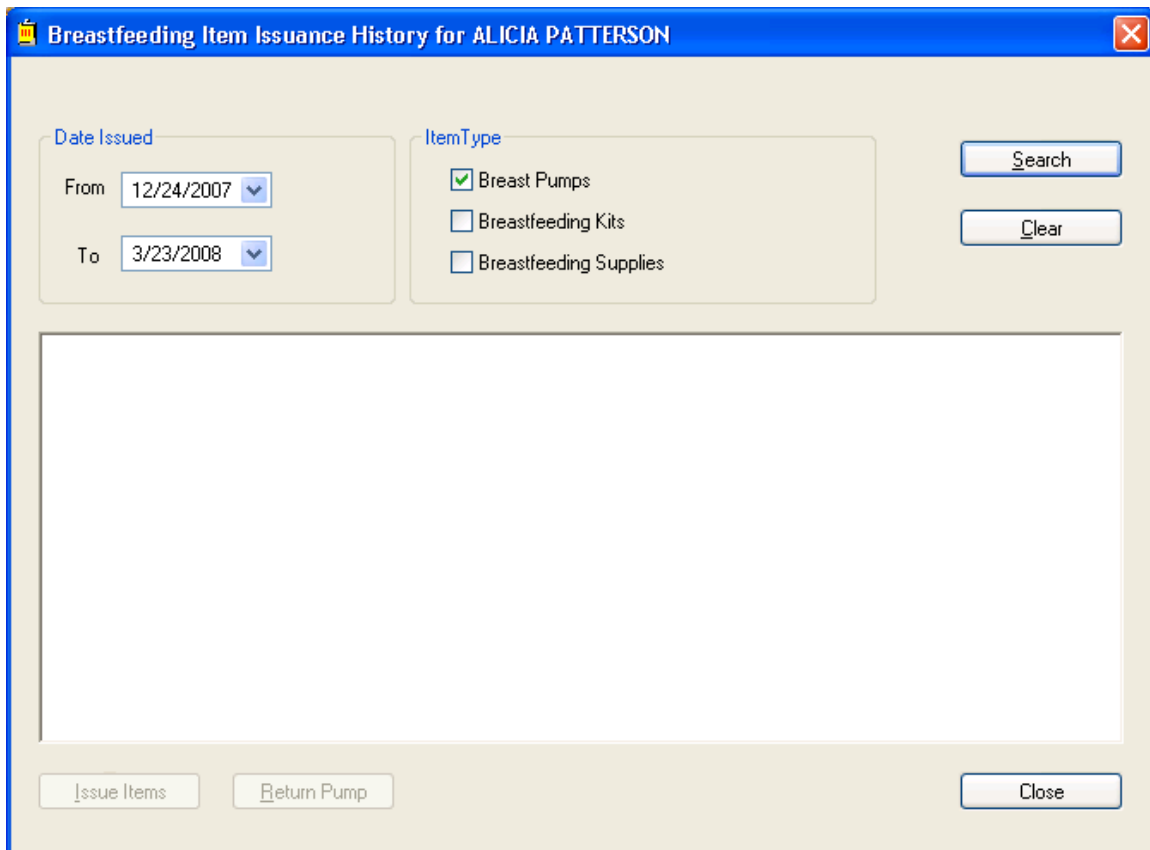 Breastfeeding Item Issuance History for ALICIA PATTERSON
Date Issued
From 12/24/2007
To 3/23/2008
ItemType
Breast Pumps
Breastfeeding Kits
Breastfeeding Supplies
Search
Clear
Issue Items
Return Pump
Close